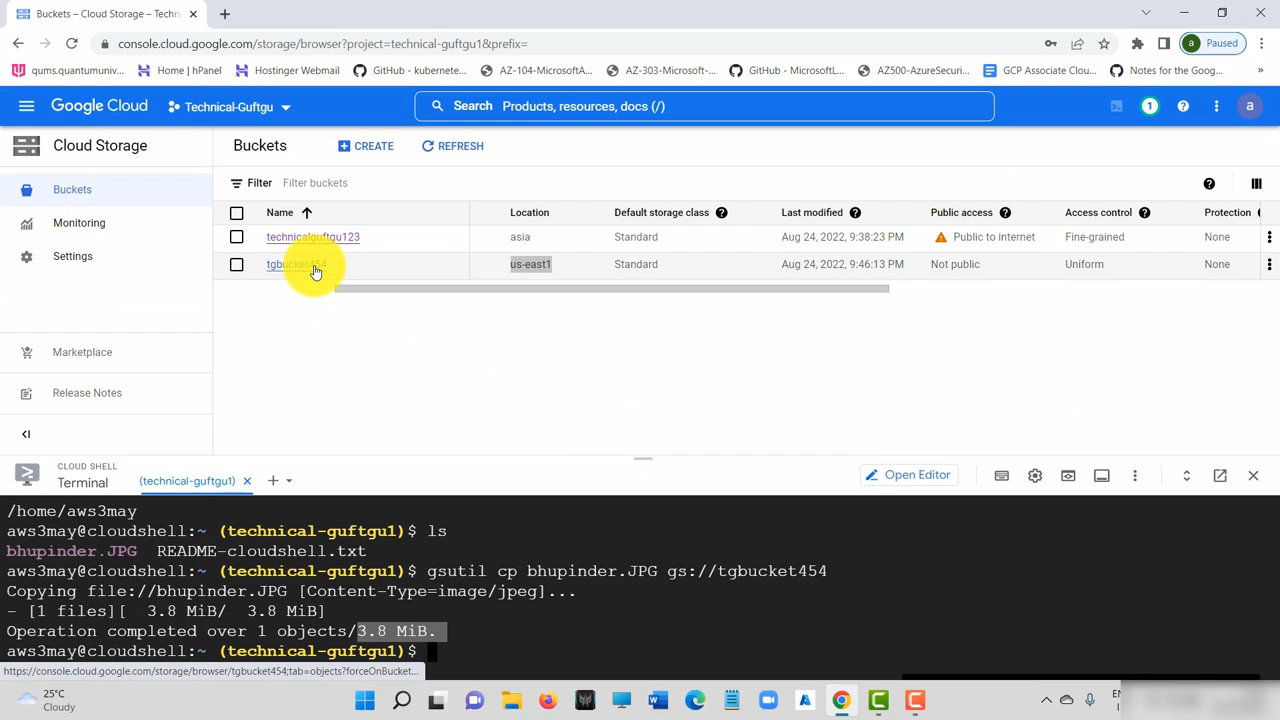 Buckets – Cloud Storage – Techni
console.cloud.google.com/storage/browser?project=technical-guftgu1&prefix=
a Paused
qums.quantumuniv...
Home | hPanel
Hostinger Webmail
GitHub - kubernete...
AZ-104-MicrosoftA...
AZ-303-Microsoft-...
GitHub - MicrosoftL...
AZ500-AzureSecuri...
GCP Associate Clou...
Notes for the Goog...
»
Google Cloud
Technical-Guftgu
Search Products, resources, docs (/)
1
a
Cloud Storage
Buckets
CREATE
REFRESH
Buckets
Monitoring
Settings
Marketplace
Release Notes
Filter Filter buckets
Name Location Default storage class Last modified Public access Access control Protection
technicalguftgu123 asia Standard Aug 24, 2022, 9:38:23 PM Public to internet Fine-grained None
tgbucket454 us-east1 Standard Aug 24, 2022, 9:46:13 PM Not public Uniform None
CLOUD SHELL
Terminal
(technical-guftgu1)
Open Editor
/home/aws3may
aws3may@cloudshell:~ (technical-guftgu1)$ ls
bhupinder.JPG README-cloudshell.txt
aws3may@cloudshell:~ (technical-guftgu1)$ gsutil cp bhupinder.JPG gs://tgbucket454
Copying file://bhupinder.JPG [Content-Type=image/jpeg]...
- [1 files][ 3.8 MiB/ 3.8 MiB]
Operation completed over 1 objects/3.8 MiB.
aws3may@cloudshell:~ (technical-guftgu1)$
https://console.cloud.google.com/storage/browser/tgbucket454;tab=objects?forceOnBucket...
25°C
Cloudy